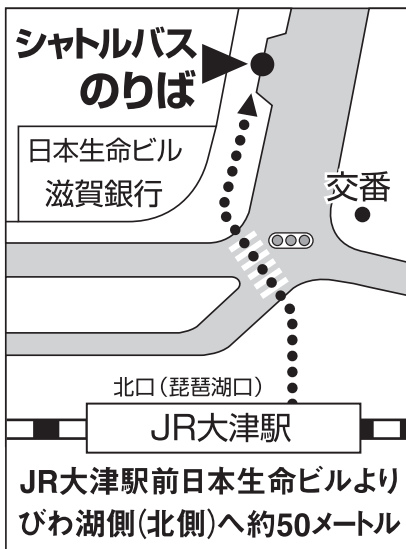 シャトルバス
のりば
日本生命ビル
滋賀銀行
交番
北口(琵琶湖口)
JR大津駅
JR大津駅前日本生命ビルより
びわ湖側(北側)へ約50メートル